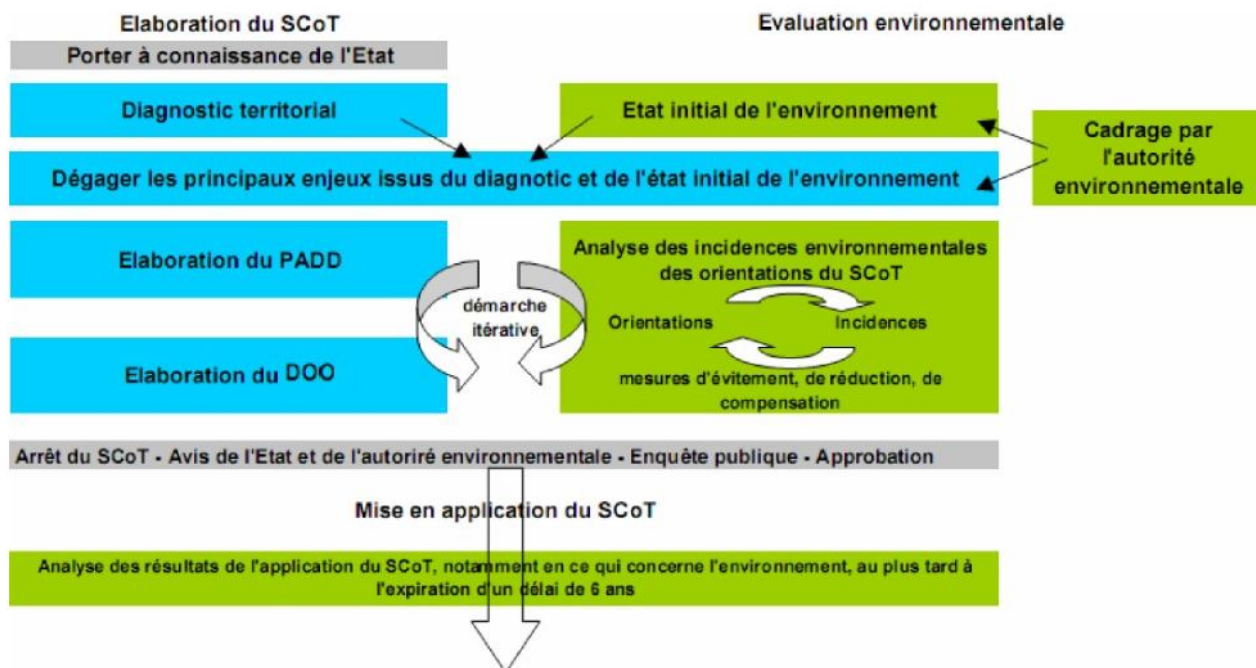 Elaboration du SCoT
Evaluation environnementale
Porter à connaissance de l'Etat
Diagnostic territorial
Etat initial de l'environnement
Cadrage par
l'autorité
environnementale
Dégager les principaux enjeux issus du diagnotic et de l'état initial de l'environnement
Elaboration du PADD
Analyse des incidences environnementales
des orientations du SCoT
démarche
itérative
Orientations
Incidences
Elaboration du DOO
mesures d'évitement, de réduction, de
compensation
Arrêt du SCoT - Avis de l'Etat et de l'autoriré environnementale - Enquête publique - Approbation
Mise en application du SCoT
Analyse des résultats de l'application du SCoT, notamment en ce qui concerne l'environnement, au plus tard à
l'expiration d'un délai de 6 ans